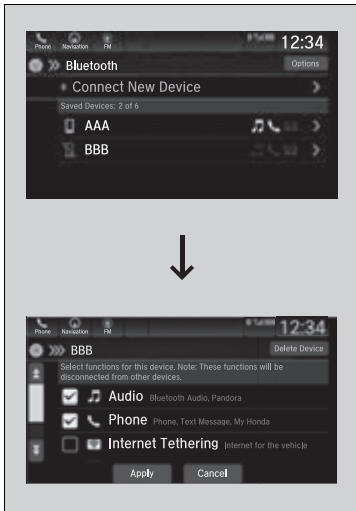 Phone Navigation FM 12:34
Bluetooth Options
Connect New Device
Saved Devices: 2 of 6
AAA
BBB
Phone Navigation FM 12:34
BBB Delete Device
Select functions for this device. Note: These functions will be
disconnected from other devices.
Audio Bluetooth Audio, Pandora
Phone Phone, Text Message, My Honda
Internet Tethering Internet for the vehicle
Apply Cancel